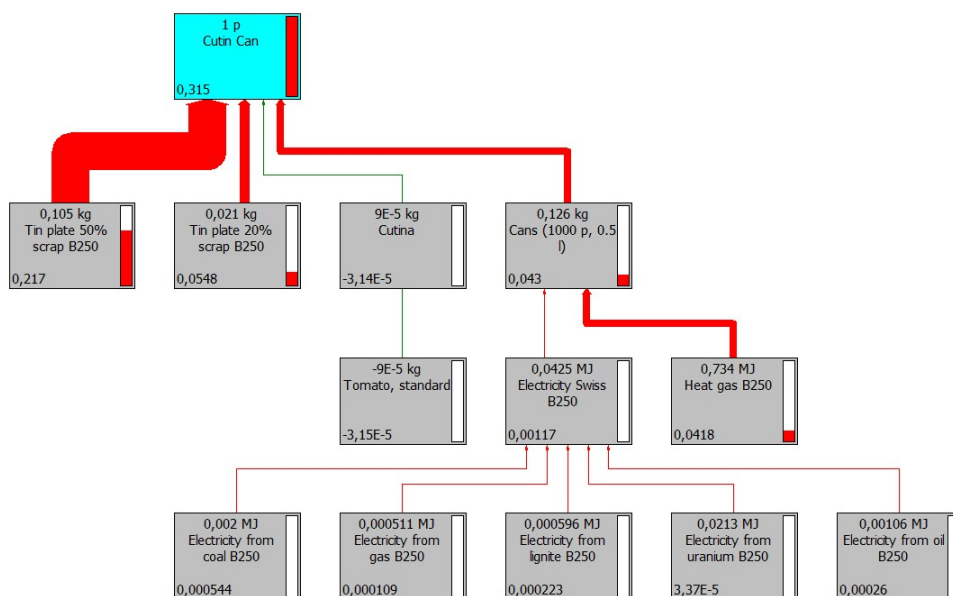 1 p
Cutin Can
0,315
0,105 kg
Tin plate 50%
scrap B250
0,217
0,021 kg
Tin plate 20%
scrap B250
0,0548
9E-5 kg
Cutina
-3,14E-5
0,126 kg
Cans (1000 p, 0.5
l)
0,043
-9E-5 kg
Tomato, standard
-3,15E-5
0,0425 MJ
Electricity Swiss
B250
0,00117
0,734 MJ
Heat gas B250
0,0418
0,002 MJ
Electricity from
coal B250
0,000544
0,000511 MJ
Electricity from
gas B250
0,000109
0,000596 MJ
Electricity from
lignite B250
0,000223
0,0213 MJ
Electricity from
uranium B250
3,37E-5
0,00106 MJ
Electricity from oil
B250
0,00026